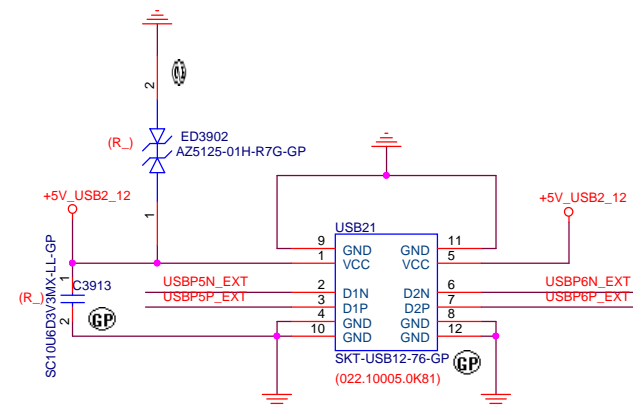 2
(R_)
ED3902
AZ5125-01H-R7G-GP
+5V_USB2_12
1
+5V_USB2_12
USB21
9
GND
GND
11
1
VCC
VCC
5
SC10U6D3V3MX-LL-GP
1
C3913
(R_)
2
GP
USBP5N_EXT
2
D1N
D2N
6
USBP6N_EXT
USBP5P_EXT
3
D1P
D2P
7
USBP6P_EXT
4
GND
GND
8
10
GND
GND
12
SKT-USB12-76-GP
GP
(022.10005.0K81)